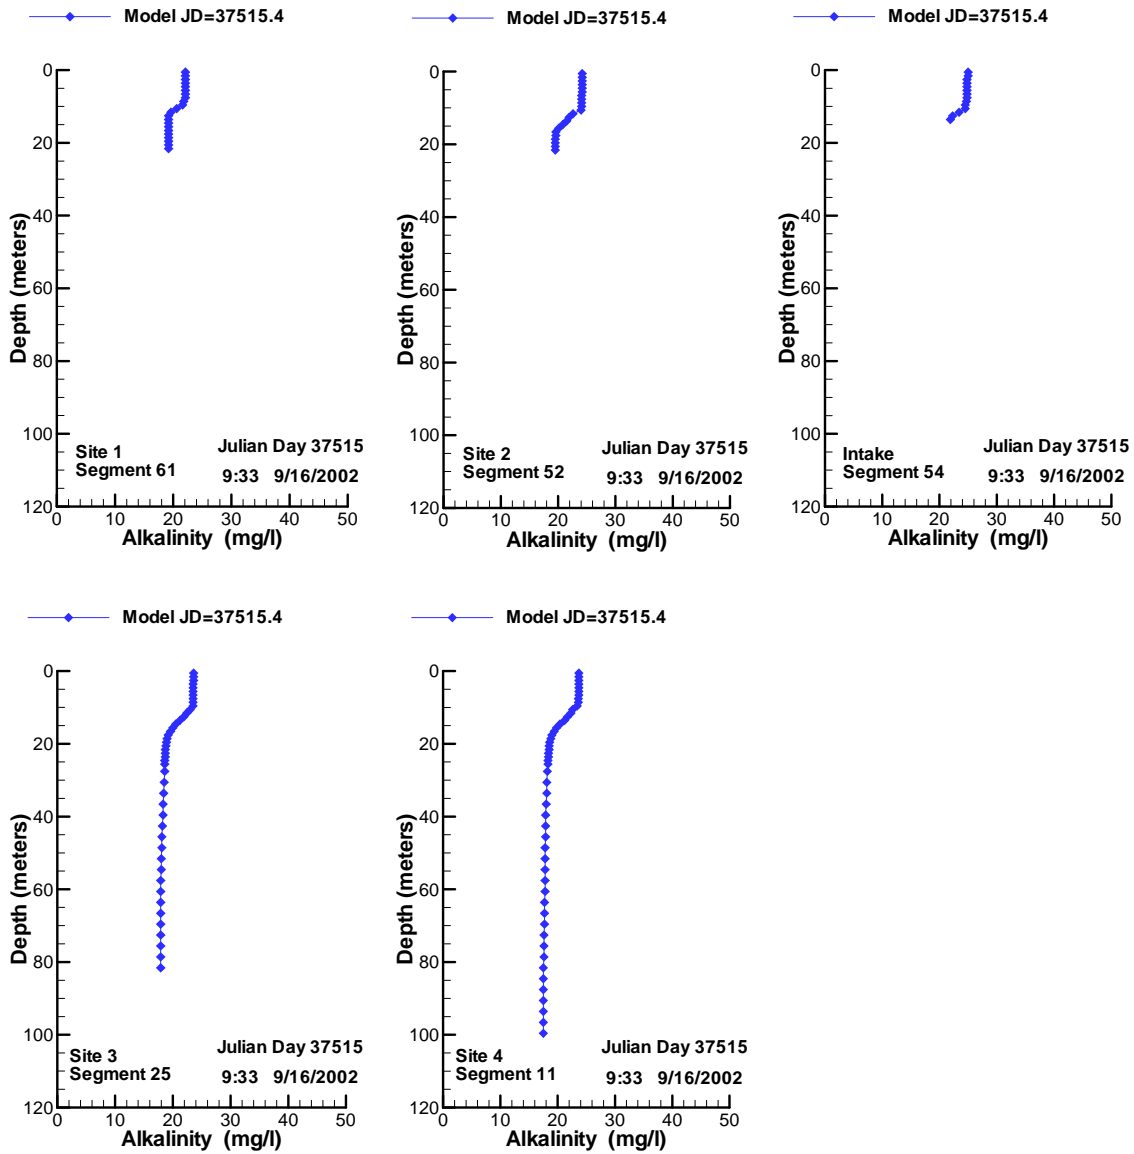 Model JD=37515.4
0
20
40
60
80
100
120
Depth (meters)
Site 1
Segment 61
Julian Day 37515
9:33 9/16/2002
0 10 20 30 40 50
Alkalinity (mg/l)
Model JD=37515.4
0
20
40
60
80
100
120
Depth (meters)
Site 2
Segment 52
Julian Day 37515
9:33 9/16/2002
0 10 20 30 40 50
Alkalinity (mg/l)
Model JD=37515.4
0
20
40
60
80
100
120
Depth (meters)
Intake
Segment 54
Julian Day 37515
9:33 9/16/2002
0 10 20 30 40 50
Alkalinity (mg/l)
Model JD=37515.4
0
20
40
60
80
100
120
Depth (meters)
Site 3
Segment 25
Julian Day 37515
9:33 9/16/2002
0 10 20 30 40 50
Alkalinity (mg/l)
Model JD=37515.4
0
20
40
60
80
100
120
Depth (meters)
Site 4
Segment 11
Julian Day 37515
9:33 9/16/2002
0 10 20 30 40 50
Alkalinity (mg/l)